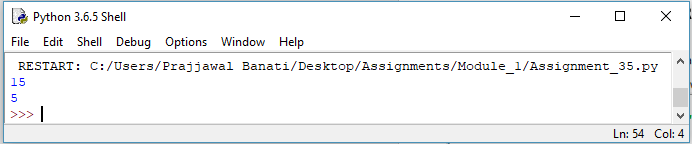 Python 3.6.5 Shell
File Edit Shell Debug Options Window Help
RESTART: C:/Users/Prajjawal Banati/Desktop/Assignments/Module_1/Assignment_35.py
15
5
>>>
Ln: 54 Col: 4